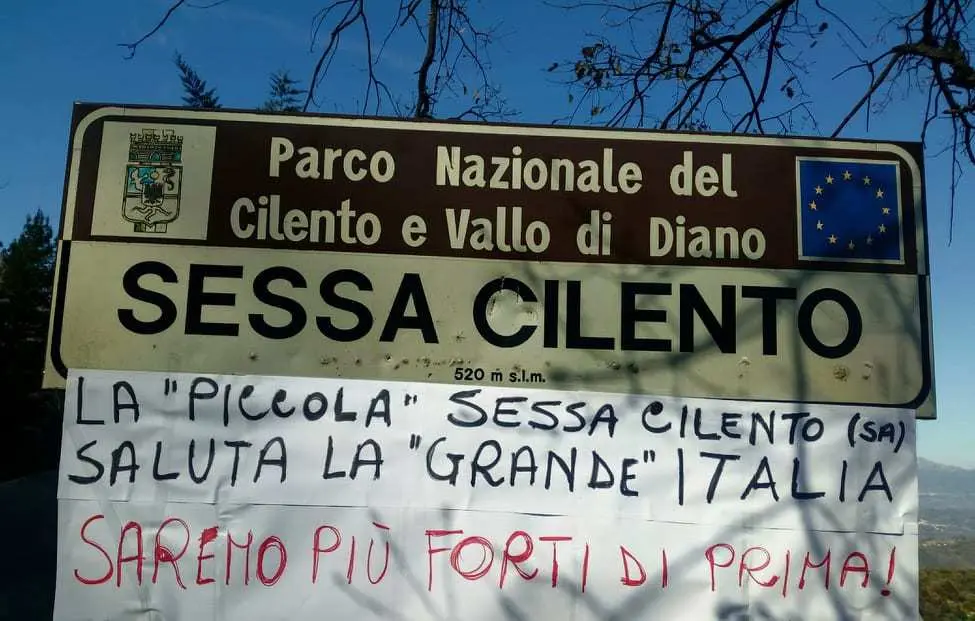 Parco Nazionale del
Cilento e Vallo di Diano
SESSA CILENTO
520 m s.l.m.
LA "PICCOLA" SESSA CILENTO (SA)
SALUTA LA "GRANDE" ITALIA
SAREMO PIÙ FORTI DI PRIMA!